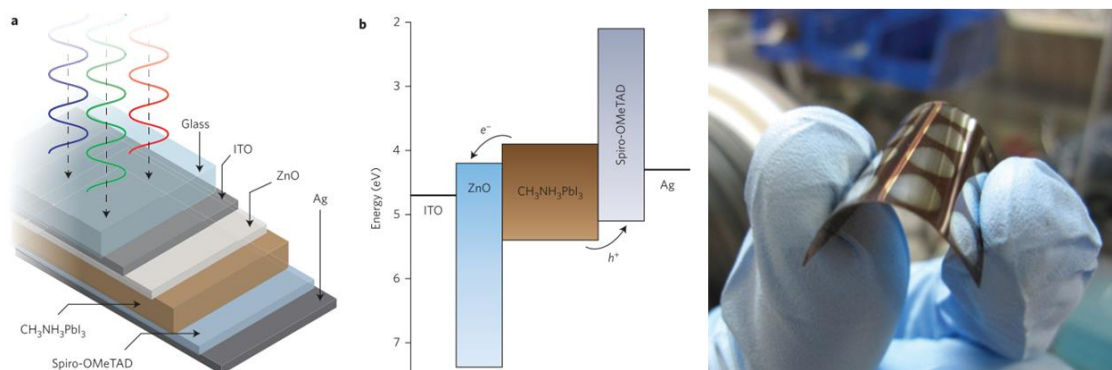 a
Glass
ITO
ZnO
Ag
CH₃NH₃PbI₃
Spiro-OMeTAD
b
Energy (eV)
2
3
4
5
6
7
ITO
e⁻
ZnO
CH₃NH₃PbI₃
h⁺
Spiro-OMeTAD
Ag